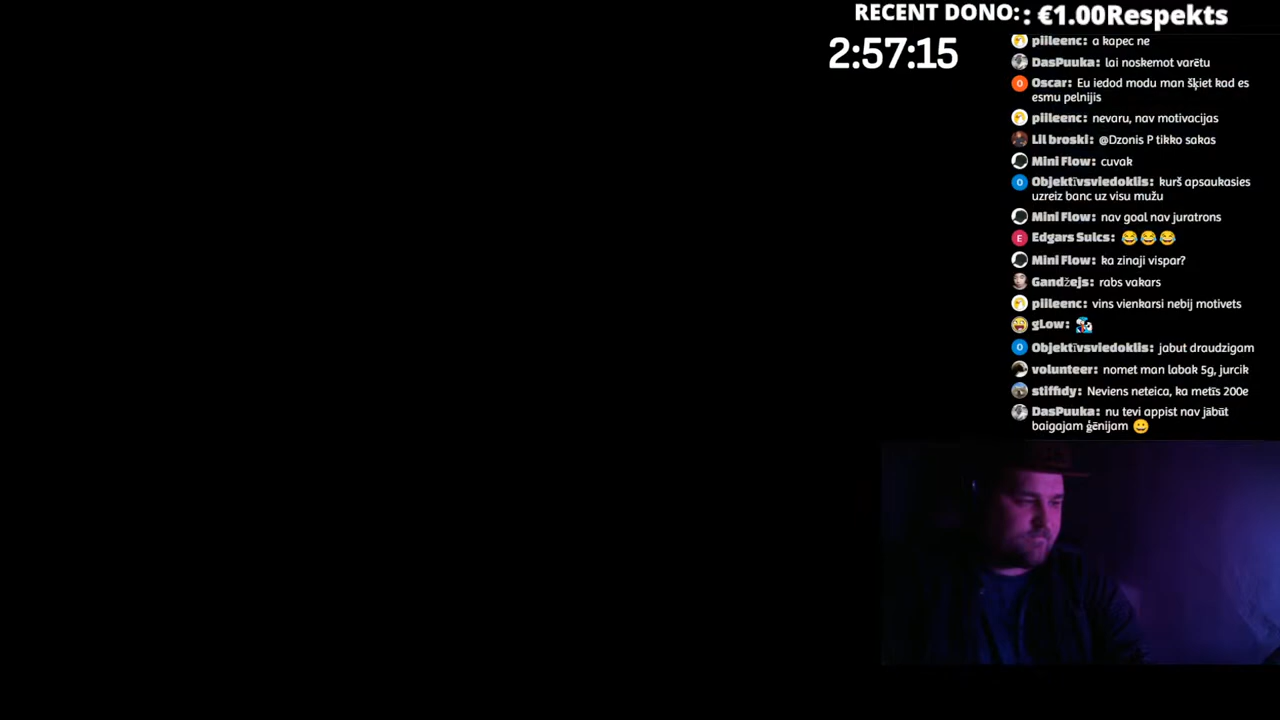 RECENT DONO: : €1.00Respekts
2:57:15
piileenc: a kapec ne
DasPuuka: lai noskemot varētu
Oscar: Eu iedod modu man šķiet kad es
esmu pelnijis
piileenc: nevaru, nav motivacijas
Lil broski: @Dzonis P tikko sakas
Mini Flow: cuvak
Objektīvsviedoklis: kurš apsaukasies
uzreiz banc uz visu mužu
Mini Flow: nav goal nav juratrons
E Edgars Sulcs: 😂 😂 😂
Mini Flow: ka zinaji vispar?
Gandžejs: rabs vakars
piileenc: vins vienkarsi nebij motivets
gLow:
Objektīvsviedoklis: jabut draudzigam
volunteer: nomet man labak 5g, jurcik
stiffidy: Neviens neteica, ka metīs 200e
DasPuuka: nu tevi appist nav jābūt
baigajam ģēnijam 😀